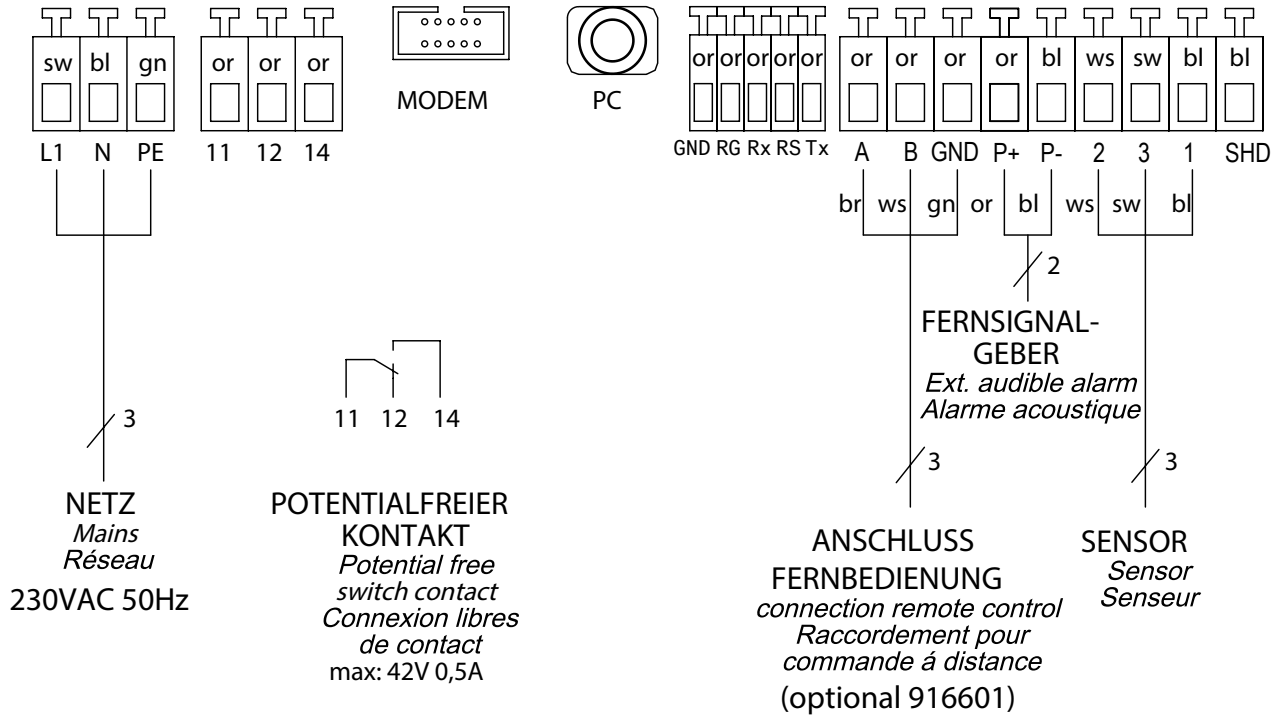 sw bl gn or or or or or or or or or or or or bl ws sw bl bl
MODEM
PC
L1 N PE 11 12 14
GND RG Rx RS Tx
A B GND P+ P- 2 3 1 SHD
br ws gn or bl ws sw bl
2
FERNSIGNAL-
GEBER
Ext. audible alarm
Alarme acoustique
11 12 14
3
3
3
NETZ
Mains
Réseau
230VAC 50Hz
POTENTIALFREIER
KONTAKT
Potential free
switch contact
Connexion libres
de contact
max: 42V 0,5A
ANSCHLUSS
FERNBEDIENUNG
connection remote control
Raccordement pour
commande á distance
(optional 916601)
SENSOR
Sensor
Senseur